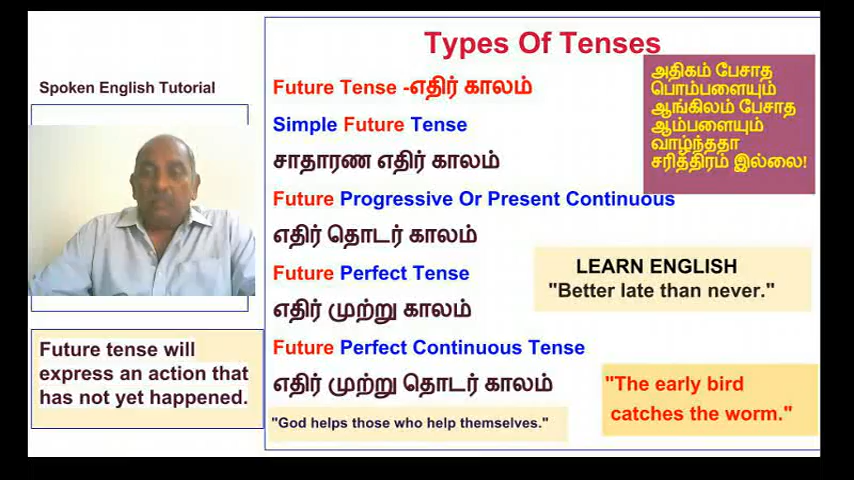 Types Of Tenses
Spoken English Tutorial
Future Tense -எதிர் காலம்
Simple Future Tense
சாதாரண எதிர் காலம்
Future Progressive Or Present Continuous
எதிர் தொடர் காலம்
Future Perfect Tense
எதிர் முற்று காலம்
Future Perfect Continuous Tense
எதிர் முற்று தொடர் காலம்
"God helps those who help themselves."
அதிகம் பேசாத
பொம்பளையும்
ஆங்கிலம் பேசாத
ஆம்பளையும்
வாழ்ந்ததா
சரித்திரம் இல்லை!
LEARN ENGLISH
"Better late than never."
"The early bird
catches the worm."
Future tense will
express an action that
has not yet happened.